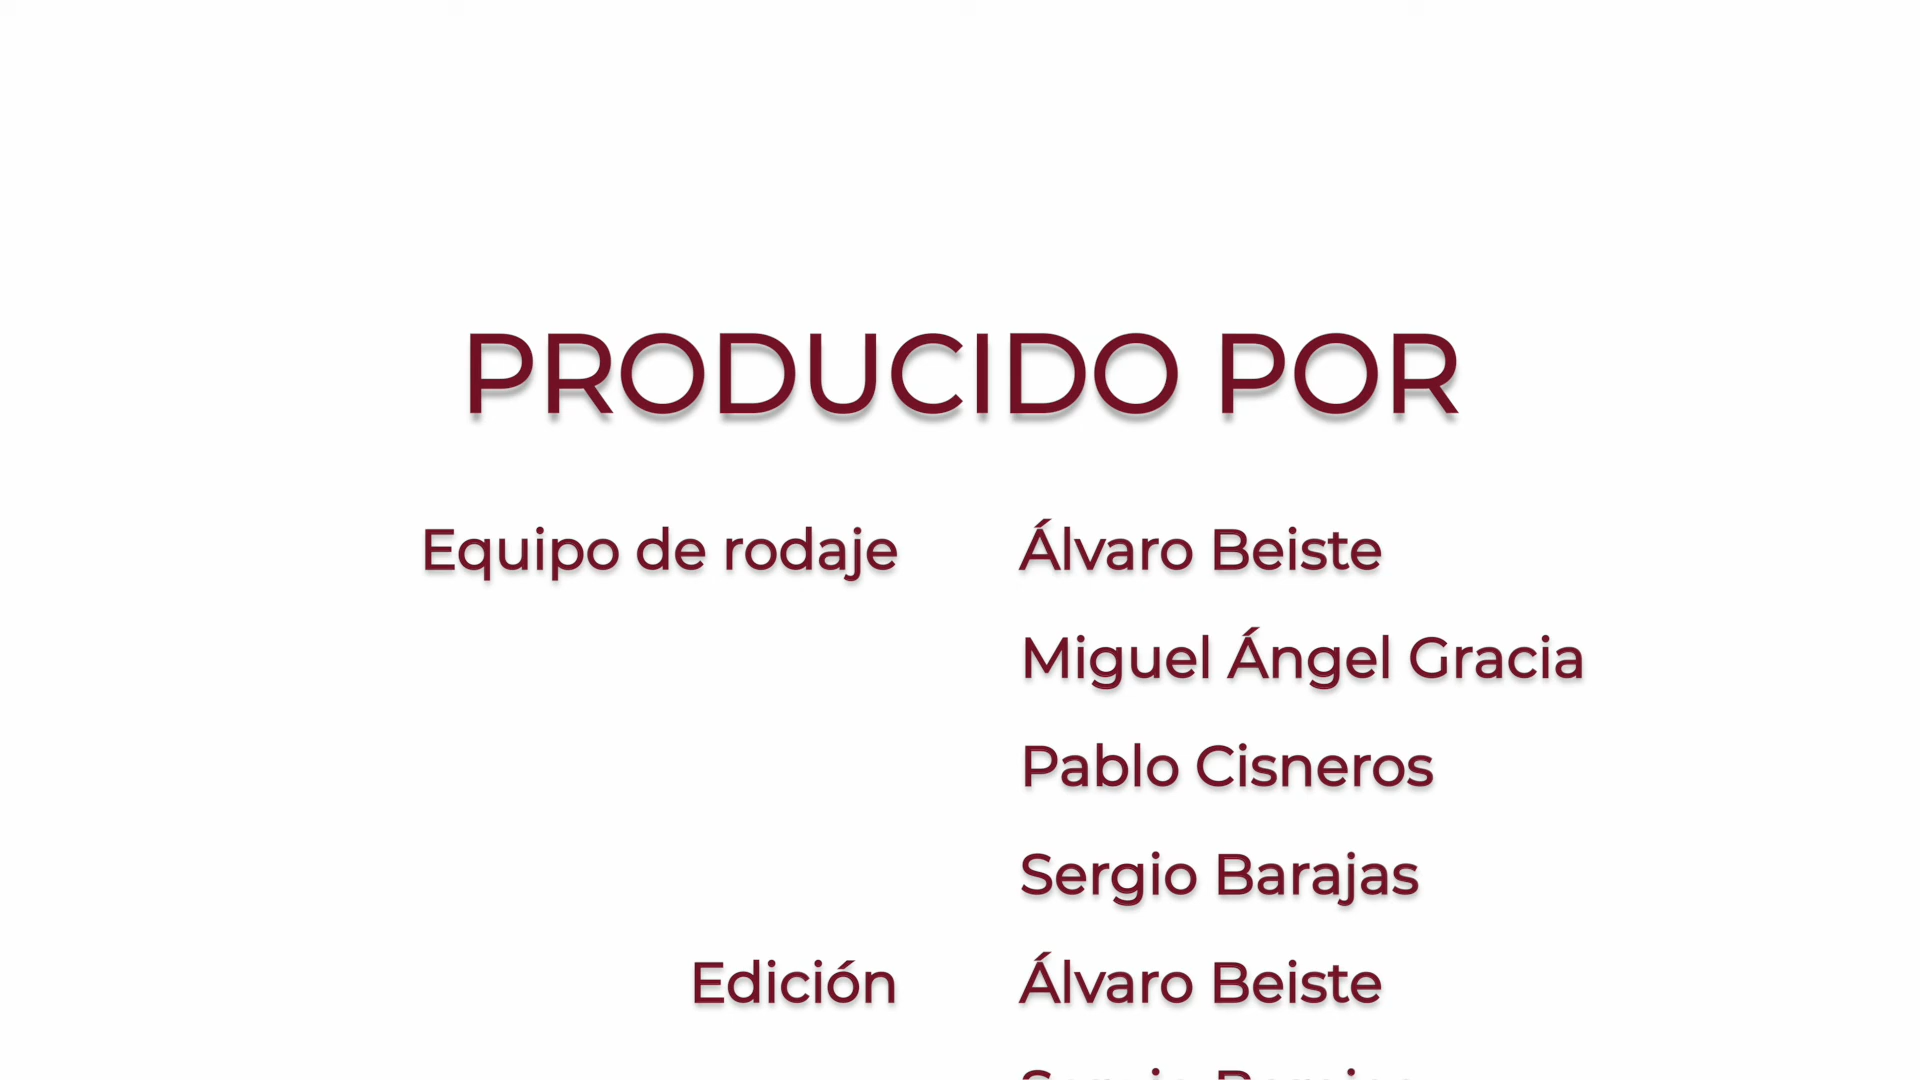 PRODUCIDO POR
Equipo de rodaje Álvaro Beiste
Miguel Ángel Gracia
Pablo Cisneros
Sergio Barajas
Edición Álvaro Beiste